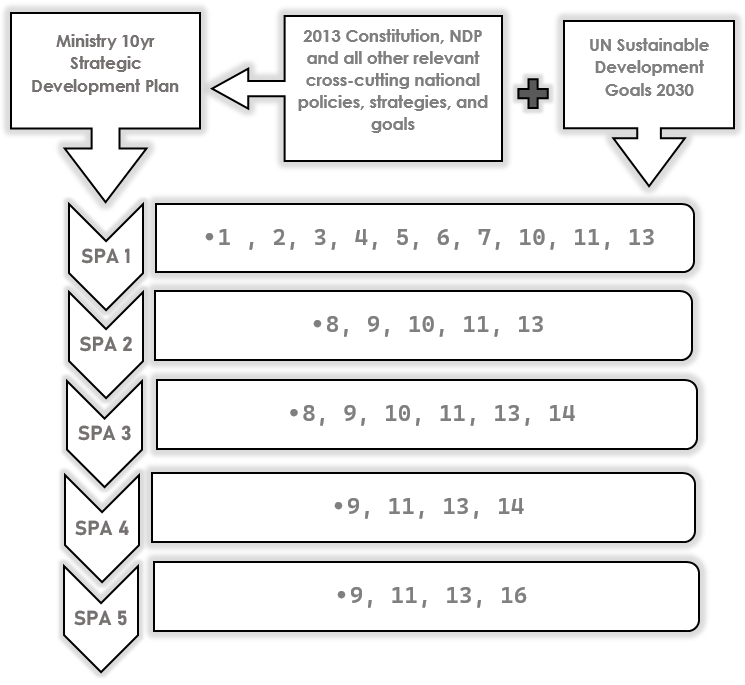 Ministry 10yr
Strategic
Development Plan
2013 Constitution, NDP
and all other relevant
cross-cutting national
policies, strategies, and
goals
UN Sustainable
Development
Goals 2030
SPA 1
•1 , 2, 3, 4, 5, 6, 7, 10, 11, 13
SPA 2
•8, 9, 10, 11, 13
SPA 3
•8, 9, 10, 11, 13, 14
SPA 4
•9, 11, 13, 14
SPA 5
•9, 11, 13, 16